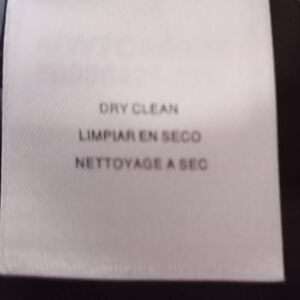 DRY CLEAN
LIMPIAR EN SECO
NETTOYAGE A SEC